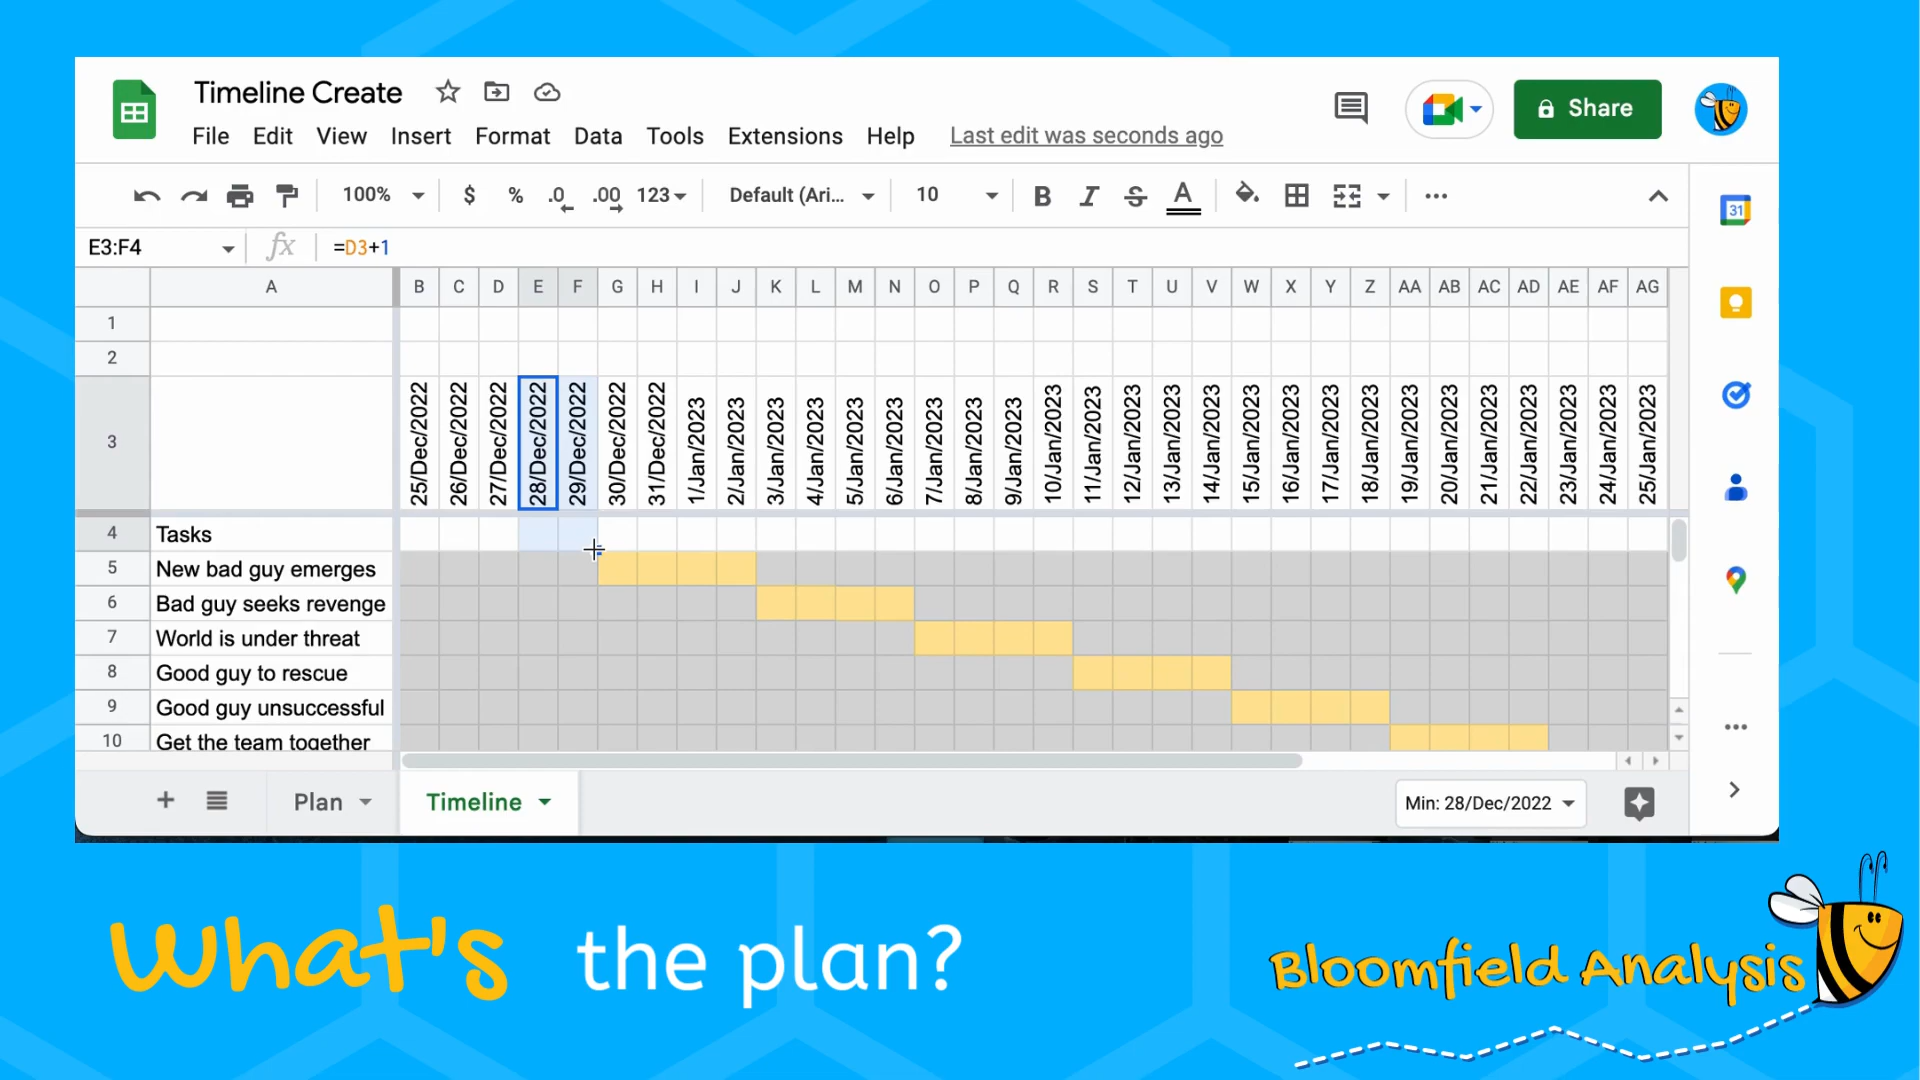 Timeline Create
File Edit View Insert Format Data Tools Extensions Help Last edit was seconds ago
Share
100% $ % .0 .00 123 Default (Ari... 10 B I S A ...
31
E3:F4 fx =D3+1
A B C D E F G H I J K L M N O P Q R S T U V W X Y Z AA AB AC AD AE AF AG
1
2
3 25/Dec/2022 26/Dec/2022 27/Dec/2022 28/Dec/2022 29/Dec/2022 30/Dec/2022 31/Dec/2022 1/Jan/2023 2/Jan/2023 3/Jan/2023 4/Jan/2023 5/Jan/2023 6/Jan/2023 7/Jan/2023 8/Jan/2023 9/Jan/2023 10/Jan/2023 11/Jan/2023 12/Jan/2023 13/Jan/2023 14/Jan/2023 15/Jan/2023 16/Jan/2023 17/Jan/2023 18/Jan/2023 19/Jan/2023 20/Jan/2023 21/Jan/2023 22/Jan/2023 23/Jan/2023 24/Jan/2023 25/Jan/2023
4 Tasks
5 New bad guy emerges
6 Bad guy seeks revenge
7 World is under threat
8 Good guy to rescue
9 Good guy unsuccessful
10 Get the team together
Plan Timeline Min: 28/Dec/2022
What's the plan?
Bloomfield Analysis